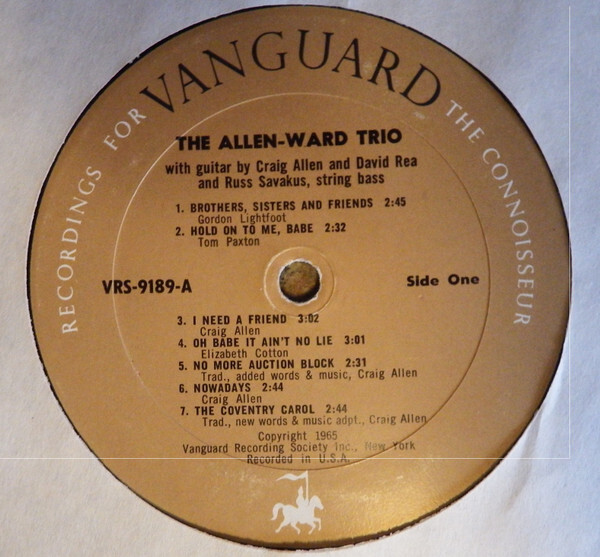 RECORDINGS FOR VANGUARD THE CONNOISSEUR
THE ALLEN-WARD TRIO
with guitar by Craig Allen and David Rea
and Russ Savakus, string bass
1. BROTHERS, SISTERS AND FRIENDS 2:45
Gordon Lightfoot
2. HOLD ON TO ME, BABE 2:32
Tom Paxton
VRS-9189-A
Side One
3. I NEED A FRIEND 3:02
Craig Allen
4. OH BABE IT AIN'T NO LIE 3:01
Elizabeth Cotton
5. NO MORE AUCTION BLOCK 2:31
Trad., added words & music, Craig Allen
6. NOWADAYS 2:44
Craig Allen
7. THE COVENTRY CAROL 2:44
Trad., new words & music adpt., Craig Allen
Copyright 1965
Vanguard Recording Society Inc., New York
Recorded in U.S.A.